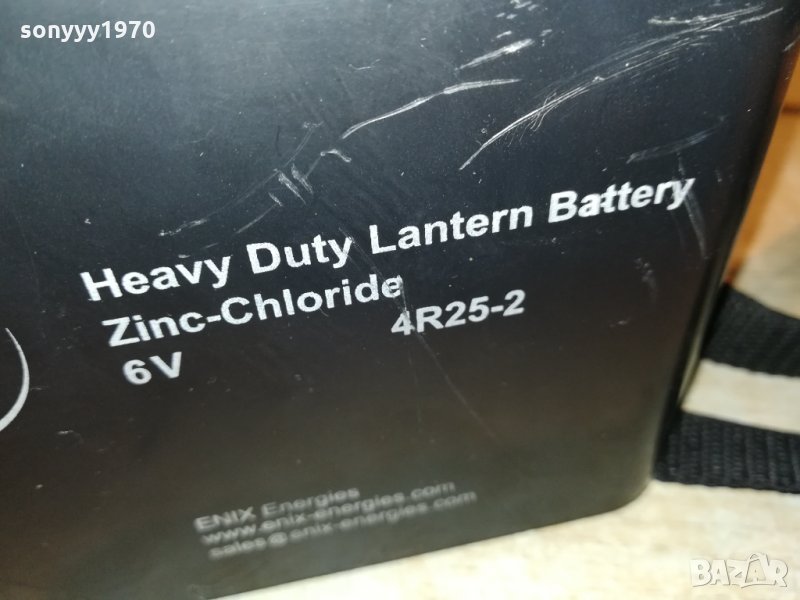 sonyyy1970
Heavy Duty Lantern Battery
Zinc-Chloride
6V 4R25-2
ENIX Energies
www.enix-energies.com
sales@enix-energies.com
BAZAR